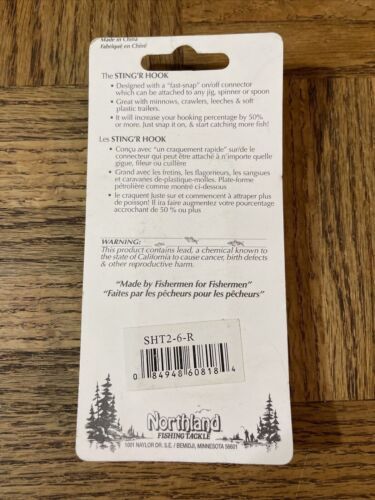 Made in China
Fabriqué en Chine
The STING'R HOOK
• Designed with a "fast-snap" on/off connector
which can be attached to any jig, spinner or spoon
• Great with minnows, crawlers, leeches & soft
plastic trailers.
• It will increase your hooking percentage by 50%
or more. Just snap it on, & start catching more fish!
Les STING'R HOOK
• Conçu avec "un craquement rapide" sur/de le
connecteur qui peut être attaché à n'importe quelle
gigue, fileur ou cuillère
• Grand avec les fretins, les flagorneurs, les sangsues
et caravanes de-plastique-molles. Plate-forme
pétrolière comme montré ci-dessous
• le craquent Juste sur et commencent à attraper plus
de poisson! Il ira faire augmentez votre pourcentage
accrochant de 50 % ou plus
WARNING:
This product contains lead, a chemical known to
the state of California to cause cancer, birth defects
& other reproductive harm.
"Made by Fishermen for Fishermen"
"Faites par les pêcheurs pour les pêcheurs"
SHT2-6-R
0 84948 60818 4
Northland
FISHING TACKLE
1001 NAYLOR DR. S.E. / BEMIDJI, MINNESOTA 56601